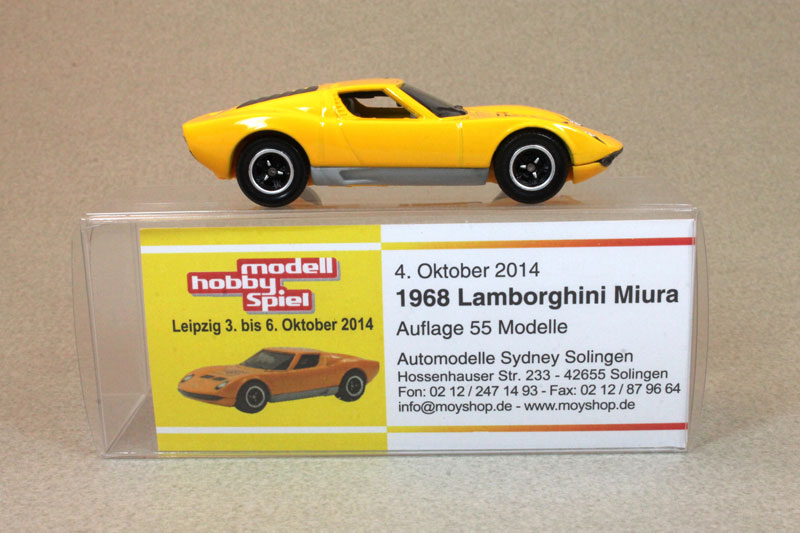 modell
hobby
Spiel
Leipzig 3. bis 6. Oktober 2014
4. Oktober 2014
1968 Lamborghini Miura
Auflage 55 Modelle
Automodelle Sydney Solingen
Hossenhauser Str. 233 - 42655 Solingen
Fon: 02 12 / 247 14 93 - Fax: 02 12 / 87 96 64
info@moyshop.de - www.moyshop.de